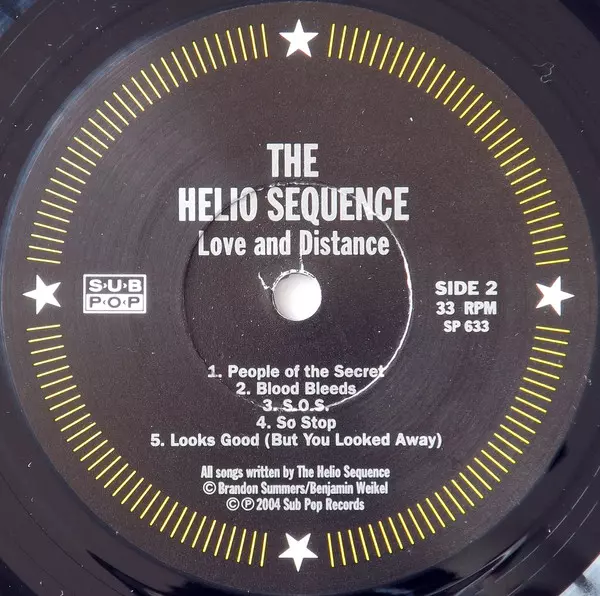 THE
HELIO SEQUENCE
Love and Distance
SUB
POP
SIDE 2
33 RPM
SP 633
1. People of the Secret
2. Blood Bleeds
3. S.O.S.
4. So Stop
5. Looks Good (But You Looked Away)
All songs written by The Helio Sequence
© Brandon Summers/Benjamin Weikel
©℗ 2004 Sub Pop Records